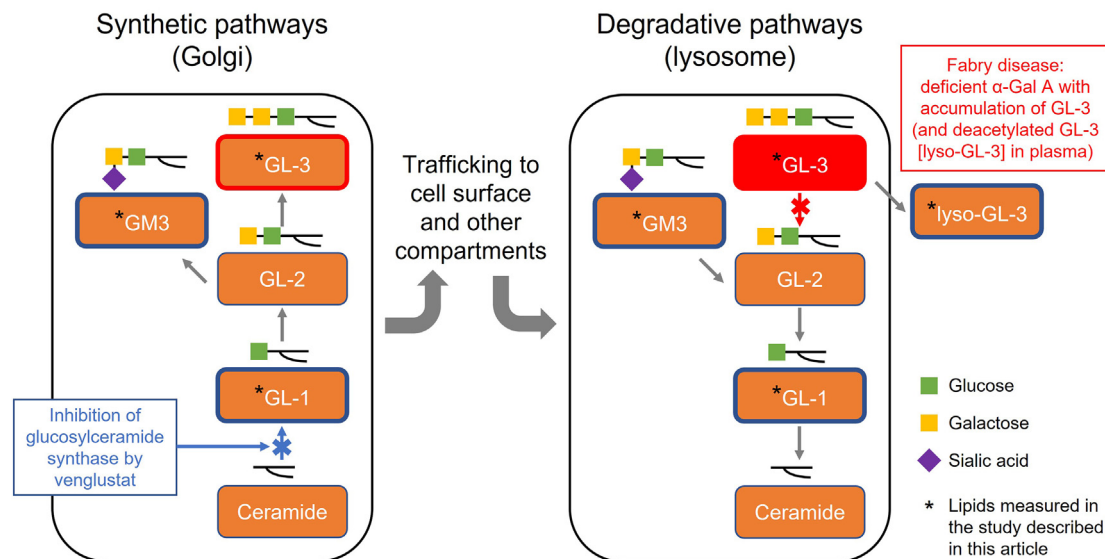 Synthetic pathways
(Golgi)
*GL-3
*GM3
GL-2
*GL-1
Inhibition of
glucosylceramide
synthase by
venglustat
Ceramide
Trafficking to
cell surface
and other
compartments
Degradative pathways
(lysosome)
*GL-3
*GM3
GL-2
*GL-1
Ceramide
Fabry disease:
deficient α-Gal A with
accumulation of GL-3
(and deacetylated GL-3
[lyso-GL-3] in plasma)
*lyso-GL-3
Glucose
Galactose
Sialic acid
* Lipids measured in
the study described
in this article